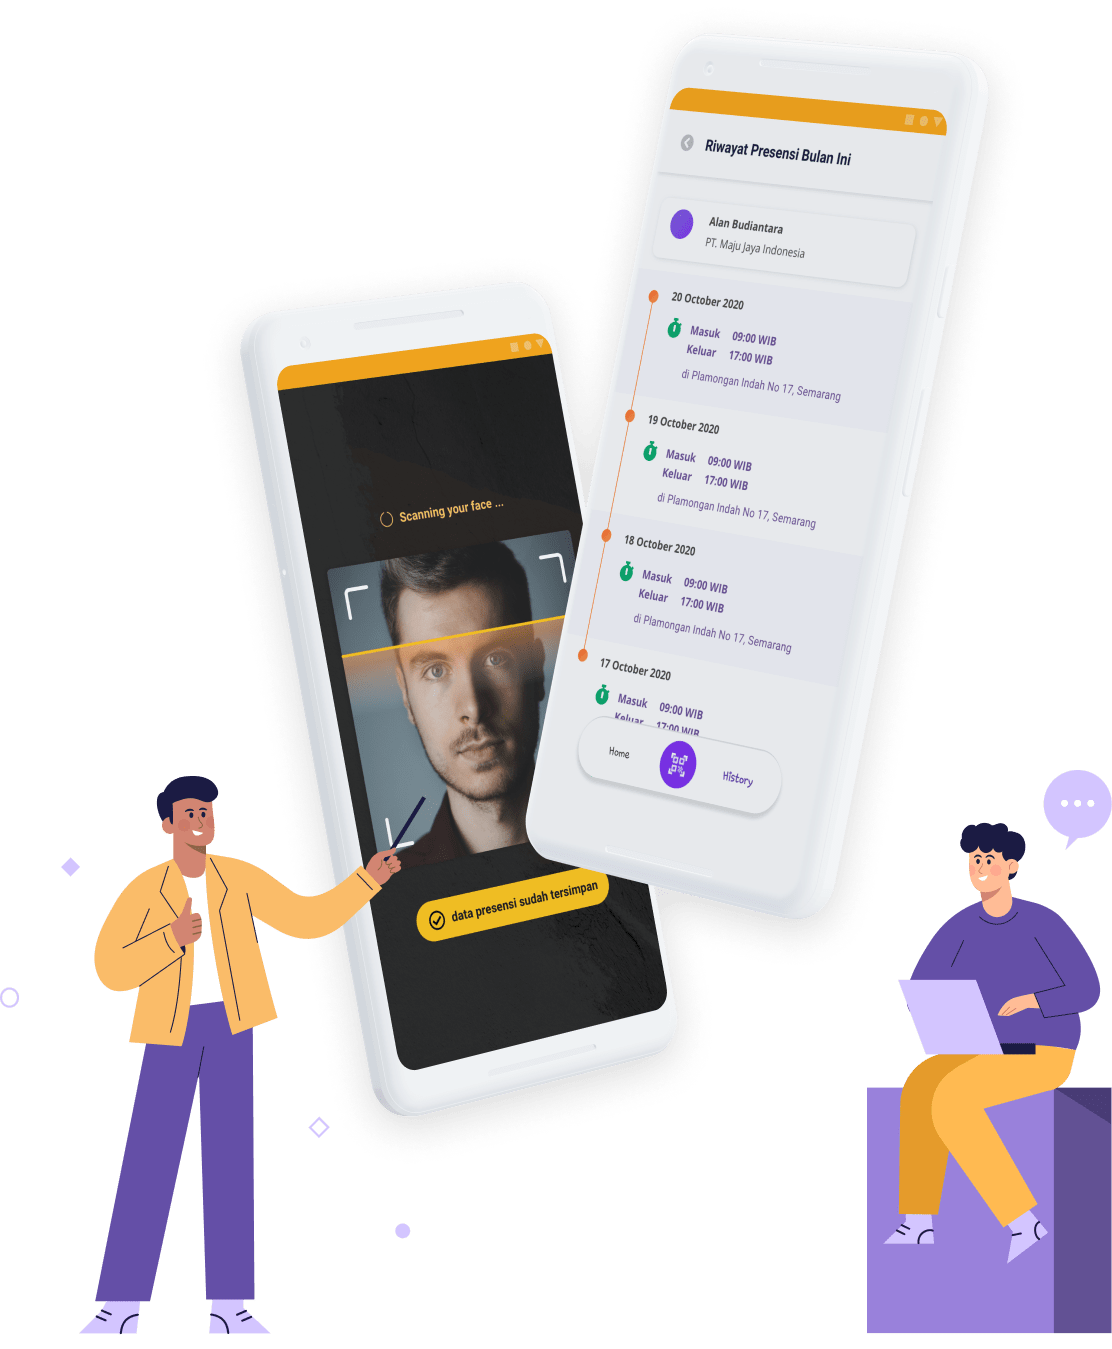 Riwayat Presensi Bulan Ini
Alan Budiantara
PT. Maju Jaya Indonesia
20 October 2020
Masuk 09:00 WIB
Keluar 17:00 WIB
di Plamongan Indah No 17, Semarang
19 October 2020
Masuk 09:00 WIB
Keluar 17:00 WIB
di Plamongan Indah No 17, Semarang
18 October 2020
Masuk 09:00 WIB
Keluar 17:00 WIB
di Plamongan Indah No 17, Semarang
17 October 2020
Masuk 09:00 WIB
Keluar 17:00 WIB
Home
History
Scanning your face ...
data presensi sudah tersimpan